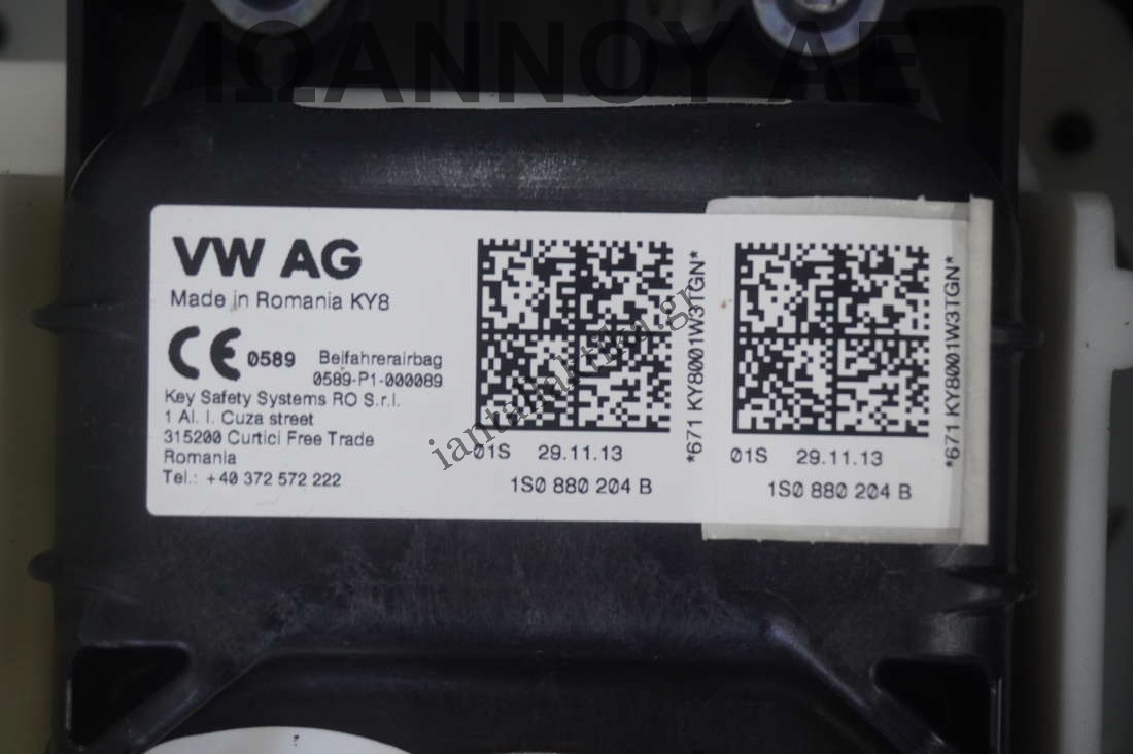 ΙΩΑΝΝΟΥ ΑΕ
VW AG
Made in Romania KY8
CE 0589 Beifahrerairbag
0589-P1-000089
Key Safety Systems RO S.r.l.
1 Al. I. Cuza street
315200 Curtici Free Trade
Romania
Tel.: +40 372 572 222
01S 29.11.13
1S0 880 204 B
*671 KY8001W3TGN*
01S 29.11.13
1S0 880 204 B
*671 KY8001W3TGN*
iantallaktika.gr